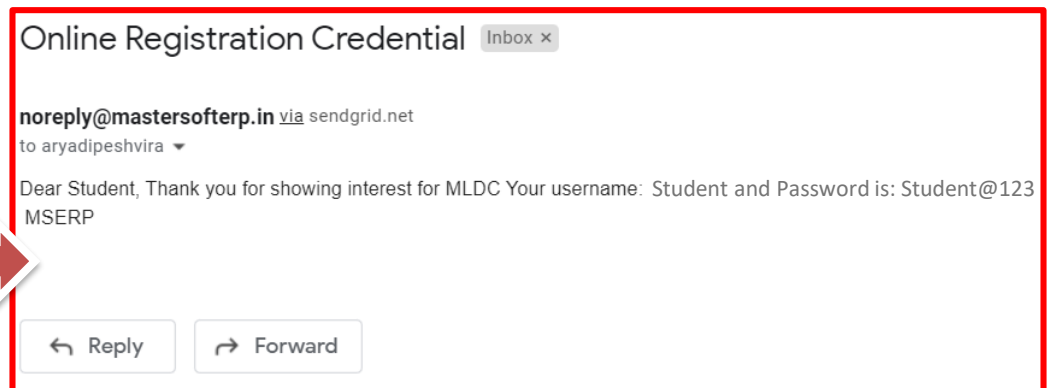 Online Registration Credential Inbox ×
noreply@mastersofterp.in via sendgrid.net
to aryadipeshvira
Dear Student, Thank you for showing interest for MLDC Your username: Student and Password is: Student@123
MSERP
Reply Forward